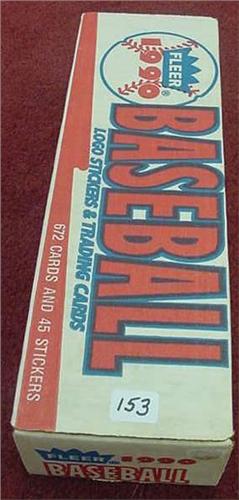 FLEER
1990
BASEBALL
LOGO STICKERS & TRADING CARDS
672 CARDS AND 45 STICKERS
153
FLEER 1990
BASEBALL